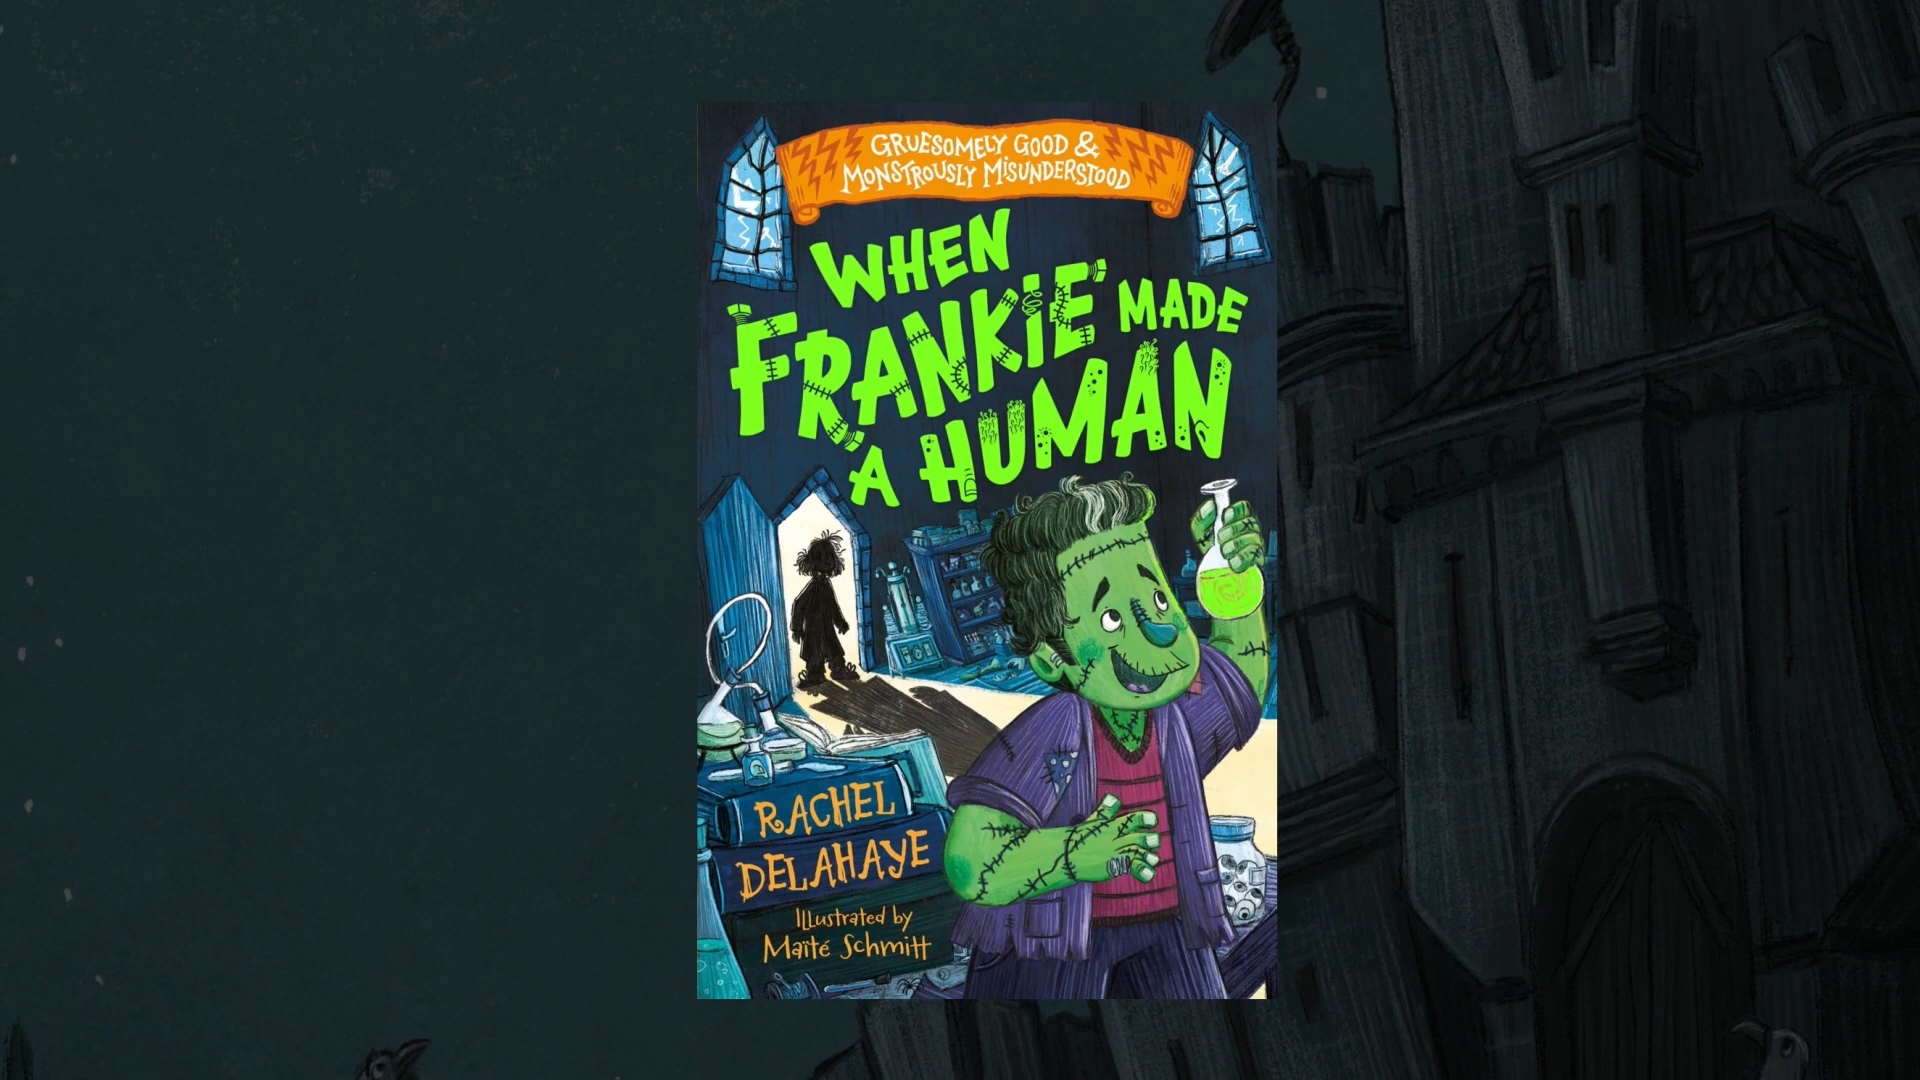 GRUESOMELY GOOD &
MONSTROUSLY MISUNDERSTOOD
WHEN
FRANKIE MADE
A HUMAN
RACHEL
DELAHAYE
Illustrated by
Maïté Schmitt